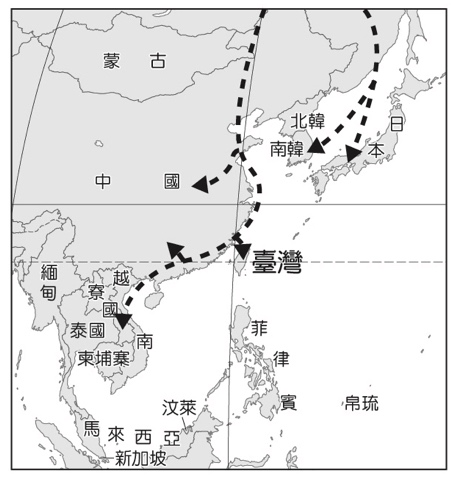 蒙古
北韓
日本
南韓
中國
臺灣
緬甸
越南
寮國
泰國
柬埔寨
菲律賓
帛琉
汶萊
馬來西亞
新加坡